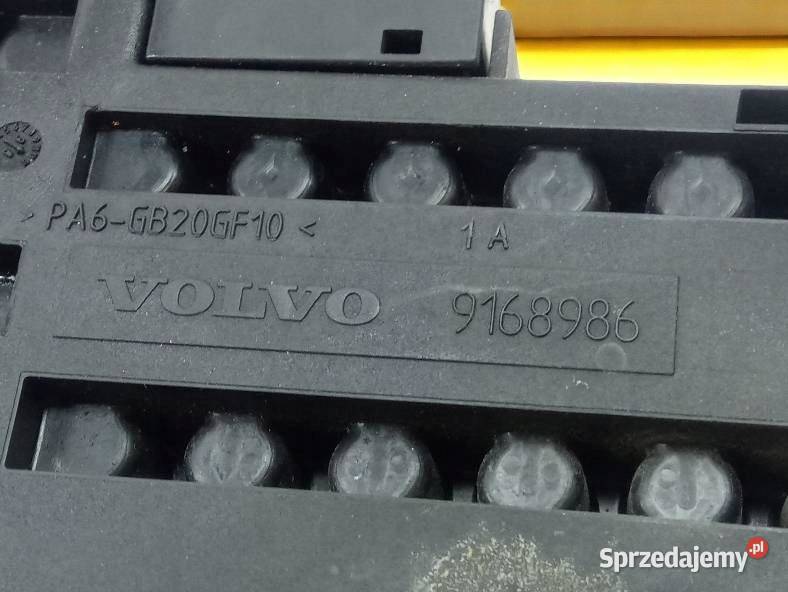 > PA6-GB20GF10 < 1 A
VOLVO 9168986
Sprzedajemy.pl